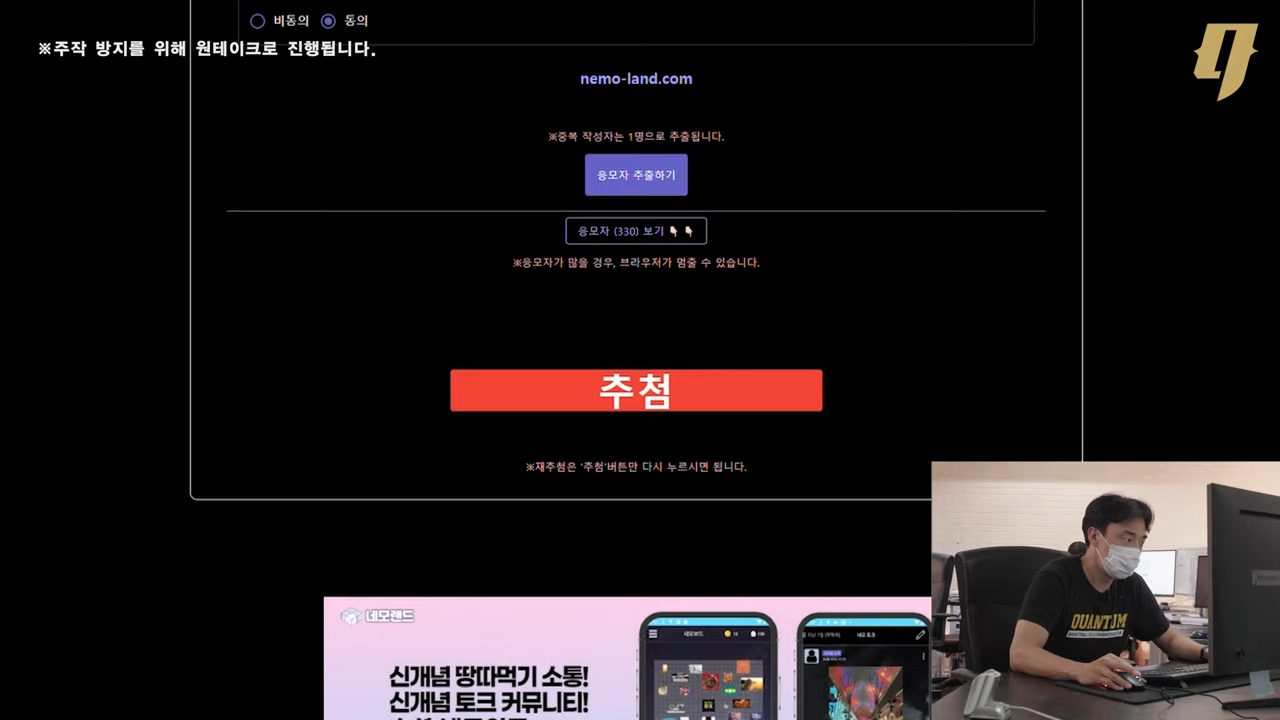 비동의 동의
※주작 방지를 위해 원테이크로 진행됩니다.
nemo-land.com
※중복 작성자는 1명으로 추출됩니다.
응모자 추출하기
응모자 (330) 보기 👇🏻 👇🏻
※응모자가 많을 경우, 브라우저가 멈출 수 있습니다.
추첨
※재추첨은 '추첨'버튼만 다시 누르시면 됩니다.
QUANTUM
네모랜드
신개념 땅따먹기 소통!
신개념 토크 커뮤니티!